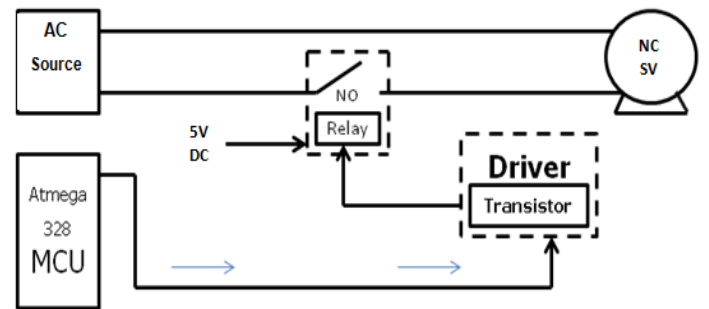 AC
Source
NC
SV
NO
Relay
5V
DC
Driver
Transistor
Atmega
328
MCU